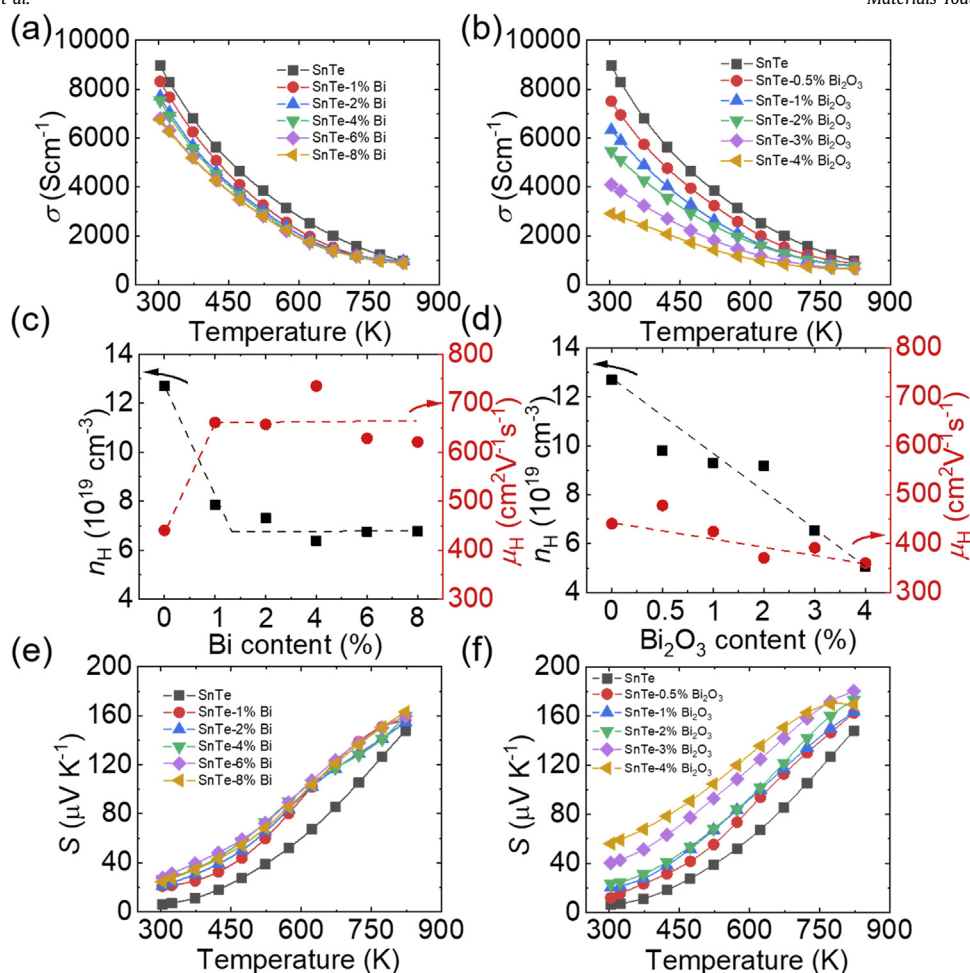 et al.
Materials Toda
(a)
10000
8000
6000
4000
2000
0
σ (Scm⁻¹)
SnTe
SnTe-1% Bi
SnTe-2% Bi
SnTe-4% Bi
SnTe-6% Bi
SnTe-8% Bi
300 450 600 750 900
Temperature (K)
(b)
10000
8000
6000
4000
2000
0
σ (Scm⁻¹)
SnTe
SnTe-0.5% Bi₂O₃
SnTe-1% Bi₂O₃
SnTe-2% Bi₂O₃
SnTe-3% Bi₂O₃
SnTe-4% Bi₂O₃
300 450 600 750 900
Temperature (K)
(c)
14
12
10
8
6
4
n_H (10¹⁹ cm⁻³)
800
700
600
500
400
300
μ_H (cm²V⁻¹s⁻¹)
0 1 2 4 6 8
Bi content (%)
(d)
14
12
10
8
6
4
n_H (10¹⁹ cm⁻³)
800
700
600
500
400
300
μ_H (cm²V⁻¹s⁻¹)
0 0.5 1 2 3 4
Bi₂O₃ content (%)
(e)
200
160
120
80
40
0
S (μV K⁻¹)
SnTe
SnTe-1% Bi
SnTe-2% Bi
SnTe-4% Bi
SnTe-6% Bi
SnTe-8% Bi
300 450 600 750 900
Temperature (K)
(f)
200
160
120
80
40
0
S (μV K⁻¹)
SnTe
SnTe-0.5% Bi₂O₃
SnTe-1% Bi₂O₃
SnTe-2% Bi₂O₃
SnTe-3% Bi₂O₃
SnTe-4% Bi₂O₃
300 450 600 750 900
Temperature (K)